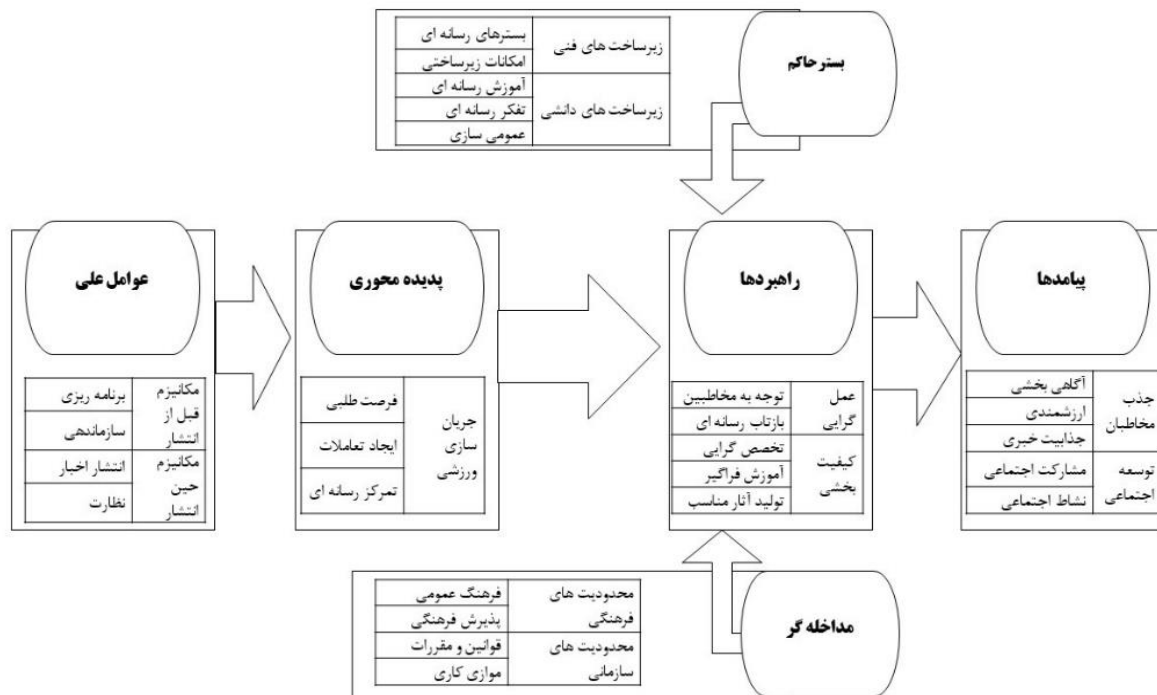 بستر حاکم
زیرساخت های فنی
بسترهای رسانه ای
امکانات زیرساختی
زیرساخت های دانشی
آموزش رسانه ای
تفکر رسانه ای
عمومی سازی
عوامل علی
مکانیزم
قبل از
انتشار
برنامه ریزی
سازماندهی
مکانیزم
حین
انتشار
انتشار اخبار
نظارت
پدیده محوری
جریان
سازی
ورزشی
فرصت طلبی
ایجاد تعاملات
تمرکز رسانه ای
راهبردها
عمل
گرایی
توجه به مخاطبین
بازتاب رسانه ای
کیفیت
بخشی
تخصص گرایی
آموزش فراگیر
تولید آثار مناسب
پیامدها
جذب
مخاطبان
آگاهی بخشی
ارزشمندی
جذابیت خبری
توسعه
اجتماعی
مشارکت اجتماعی
نشاط اجتماعی
مداخله گر
محدودیت های
فرهنگی
فرهنگ عمومی
پذیرش فرهنگی
محدودیت های
سازمانی
قوانین و مقررات
موازی کاری